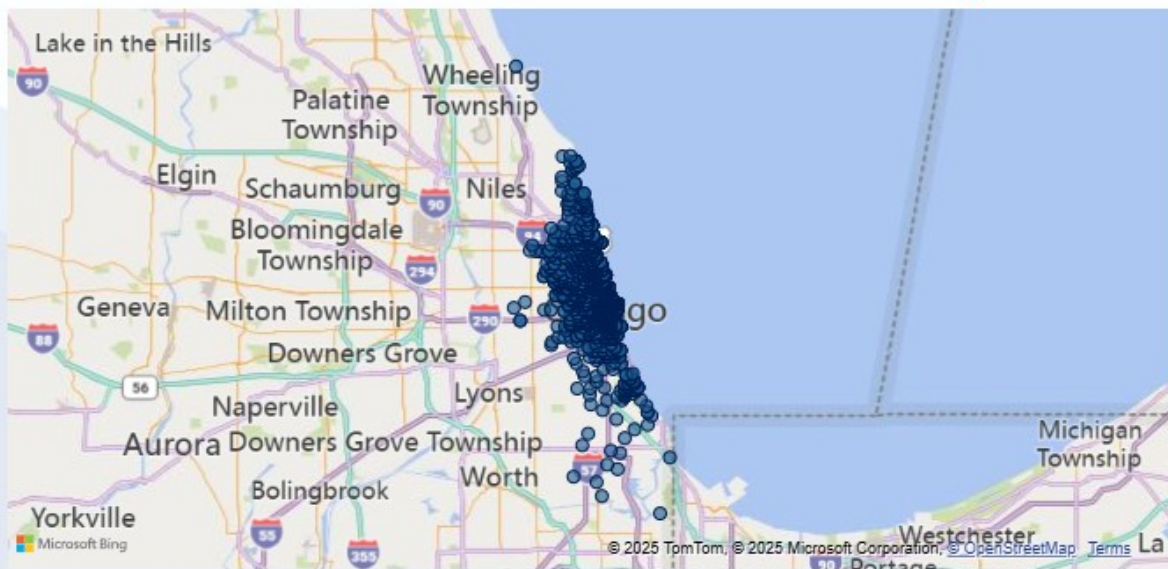 Lake in the Hills
90
Wheeling
Township
Palatine
Township
Elgin
Schaumburg
90
Niles
94
Bloomingdale
Township
294
Geneva
Milton Township
290
go
88
Downers Grove
56
Lyons
Naperville
Aurora
Downers Grove Township
Michigan
Township
57
Worth
Bolingbrook
Yorkville
55
355
Microsoft Bing
Westchester
La
© 2025 TomTom, © 2025 Microsoft Corporation, © OpenStreetMap Terms
90
Portage